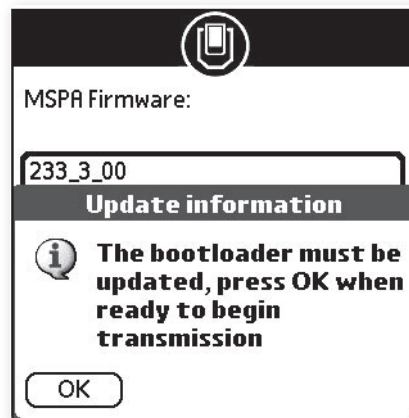 MSPA Firmware:
233_3_00
Update information
The bootloader must be
updated, press OK when
ready to begin
transmission
OK